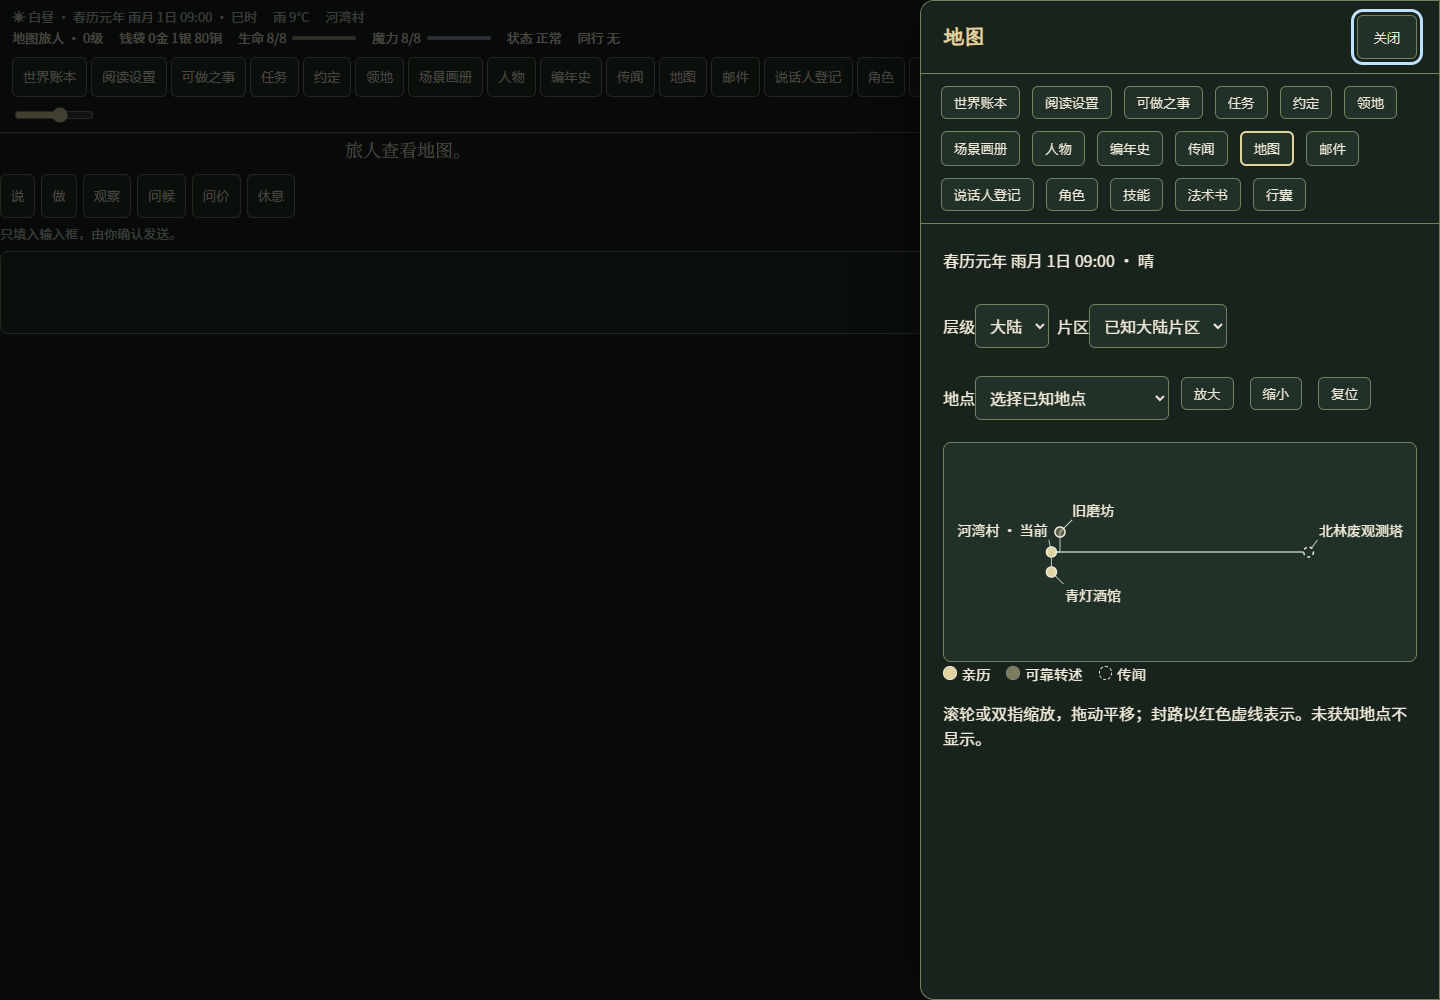 白昼 · 春历元年 雨月 1日 09:00 · 巳时 雨 9°C 河湾村
地图旅人 · 0级 钱袋 0金 1银 80铜 生命 8/8 魔力 8/8 状态 正常 同行 无
世界账本 阅读设置 可做之事 任务 约定 领地 场景画册 人物 编年史 传闻 地图 邮件 说话人登记 角色
旅人查看地图。
说 做 观察 问候 问价 休息
只填入输入框，由你确认发送。
地图 关闭
世界账本 阅读设置 可做之事 任务 约定 领地
场景画册 人物 编年史 传闻 地图 邮件
说话人登记 角色 技能 法术书 行囊
春历元年 雨月 1日 09:00 · 晴
层级 大陆 片区 已知大陆片区
地点 选择已知地点 放大 缩小 复位
旧磨坊
河湾村 · 当前 北林废观测塔
青灯酒馆
亲历 可靠转述 传闻
滚轮或双指缩放，拖动平移；封路以红色虚线表示。未获知地点不
显示。